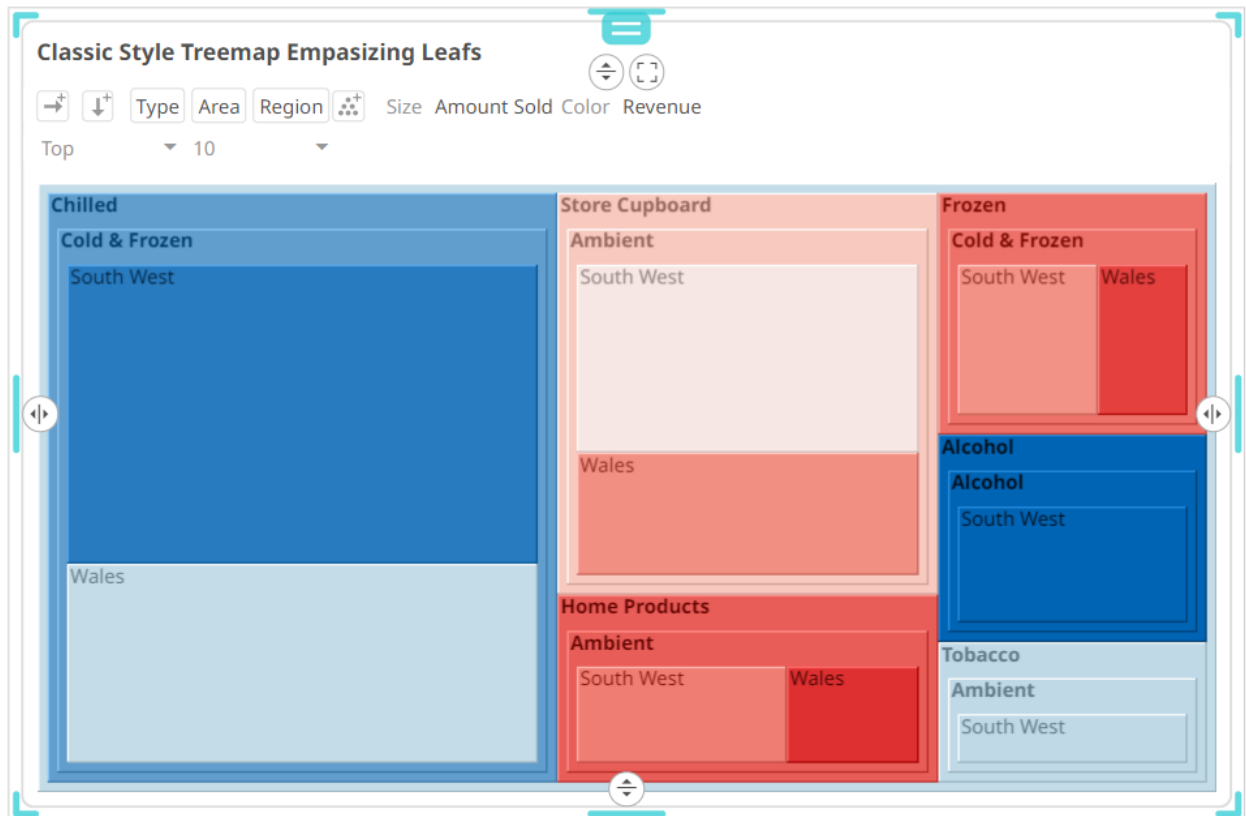 Classic Style Treemap Empasizing Leafs
Type Area Region Size Amount Sold Color Revenue
Top 10
Chilled
Cold & Frozen
South West
Wales
Store Cupboard
Ambient
South West
Wales
Home Products
Ambient
South West Wales
Frozen
Cold & Frozen
South West Wales
Alcohol
Alcohol
South West
Tobacco
Ambient
South West